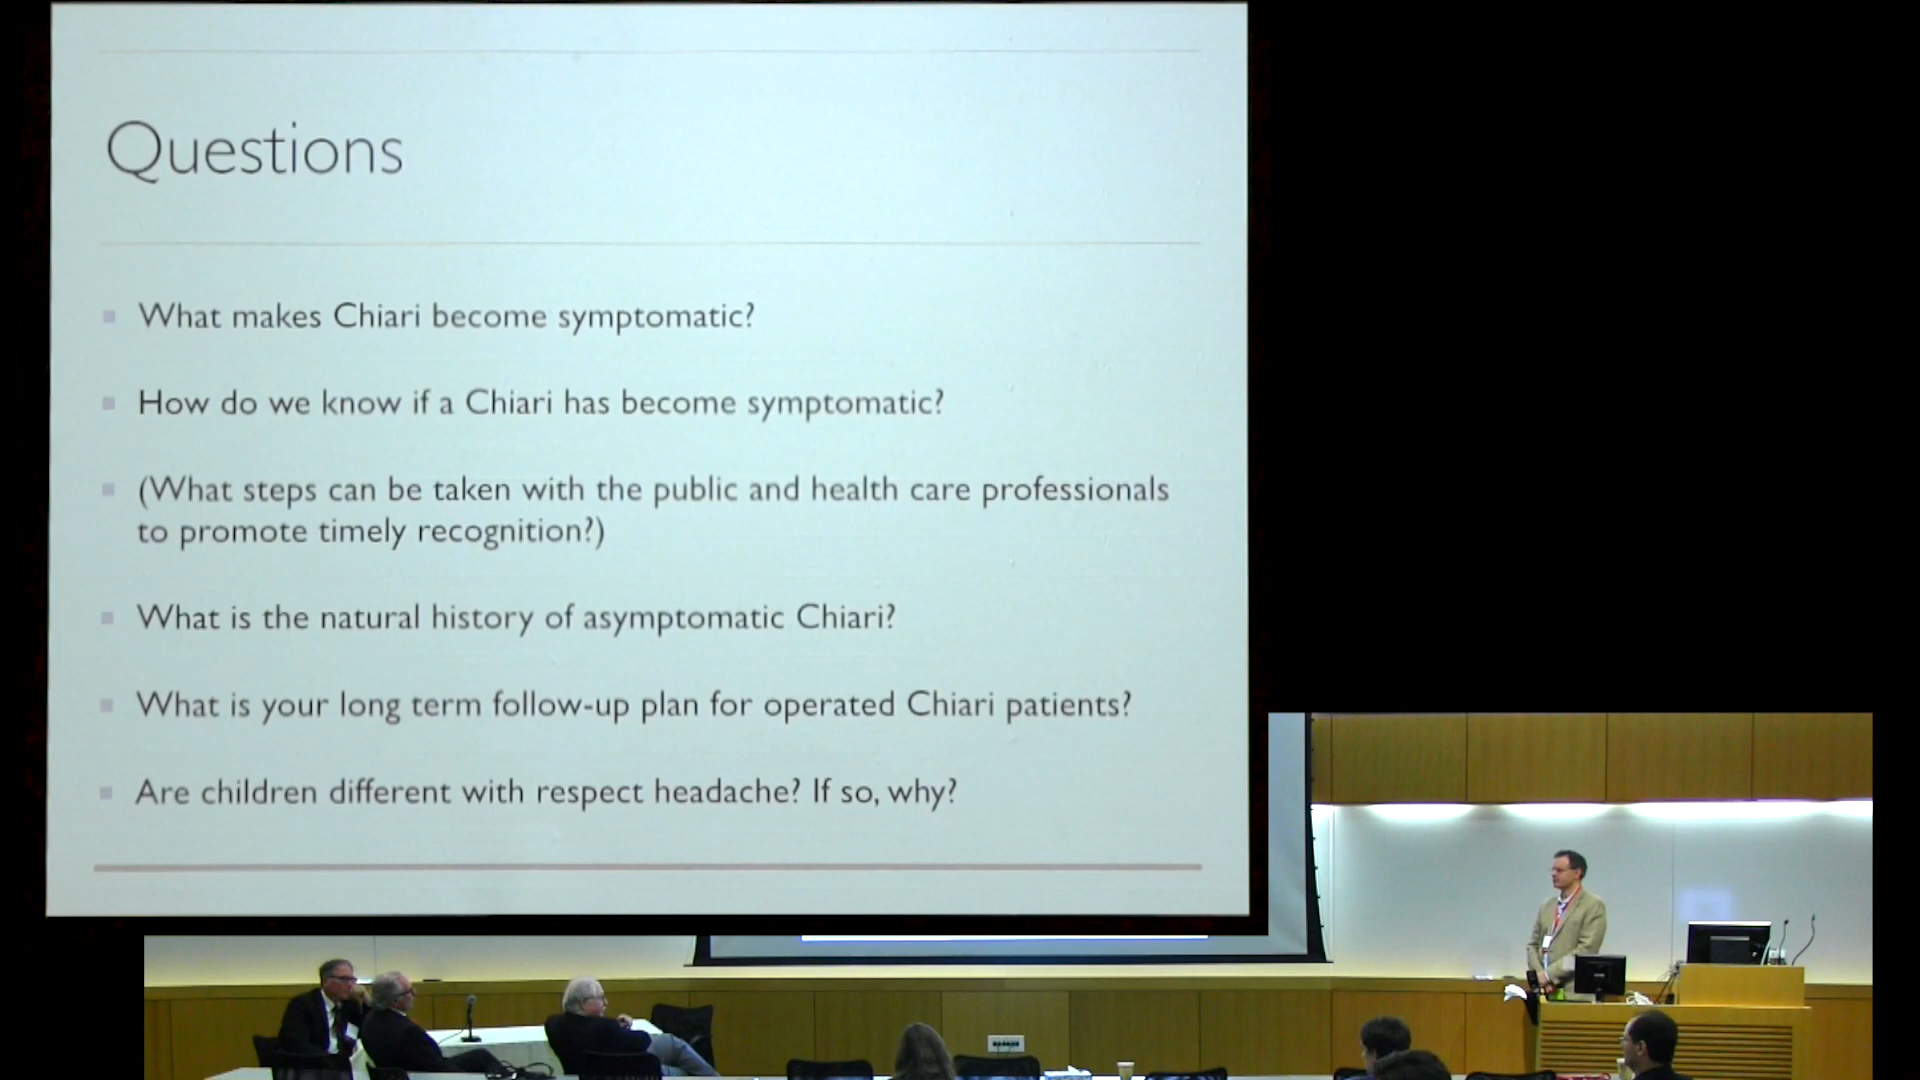 Questions
What makes Chiari become symptomatic?
How do we know if a Chiari has become symptomatic?
(What steps can be taken with the public and health care professionals
to promote timely recognition?)
What is the natural history of asymptomatic Chiari?
What is your long term follow-up plan for operated Chiari patients?
Are children different with respect headache? If so, why?